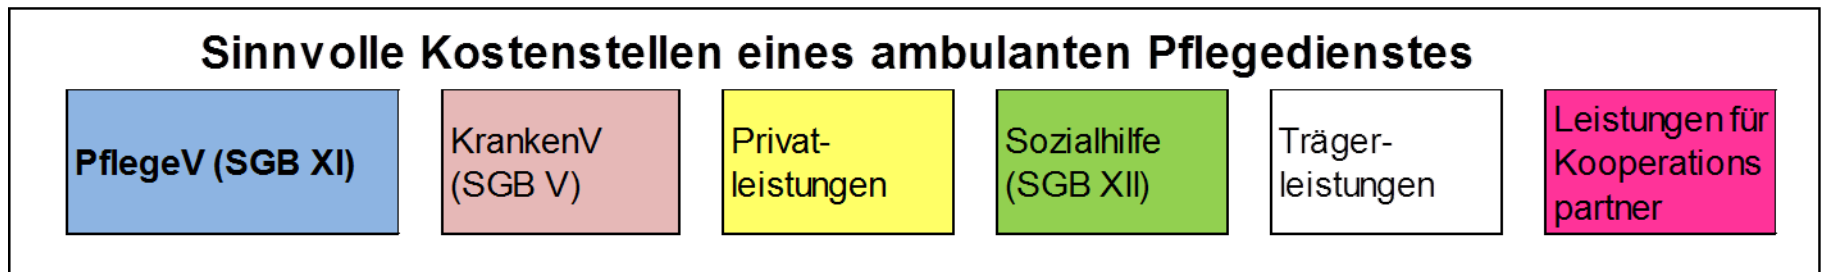 Sinnvolle Kostenstellen eines ambulanten Pflegedienstes
PflegeV (SGB XI)
KrankenV
(SGB V)
Privat-
leistungen
Sozialhilfe
(SGB XII)
Träger-
leistungen
Leistungen für
Kooperations
partner